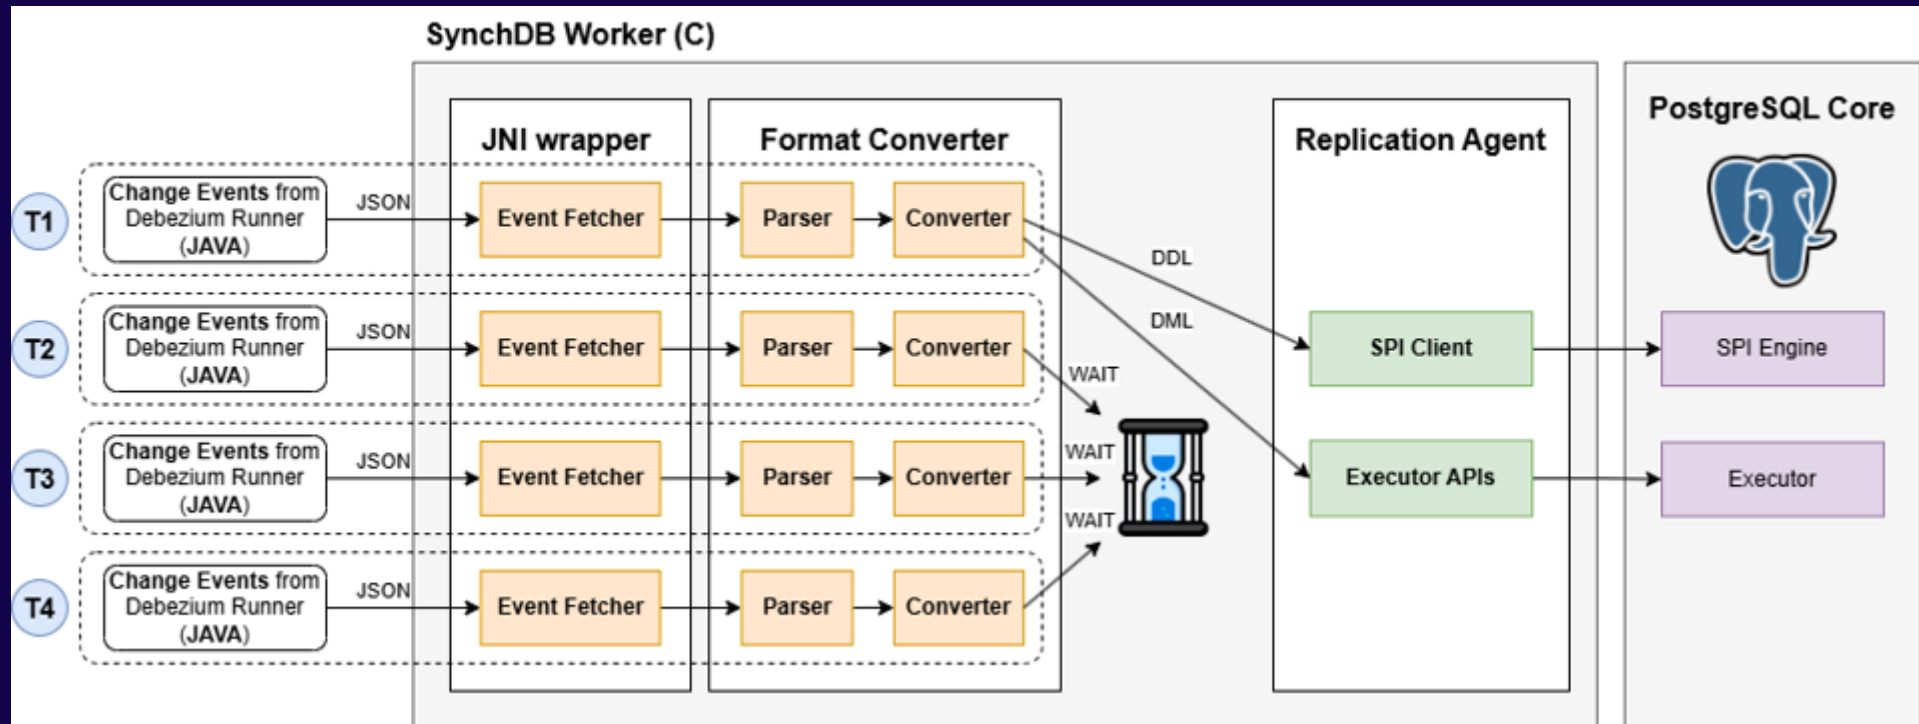 SynchDB Worker (C)
PostgreSQL Core
JNI wrapper
Format Converter
Replication Agent
T1
Change Events from
Debezium Runner
(JAVA)
JSON
Event Fetcher
Parser
Converter
DDL
DML
T2
Change Events from
Debezium Runner
(JAVA)
JSON
Event Fetcher
Parser
Converter
WAIT
SPI Client
SPI Engine
T3
Change Events from
Debezium Runner
(JAVA)
JSON
Event Fetcher
Parser
Converter
WAIT
Executor APIs
Executor
T4
Change Events from
Debezium Runner
(JAVA)
JSON
Event Fetcher
Parser
Converter
WAIT